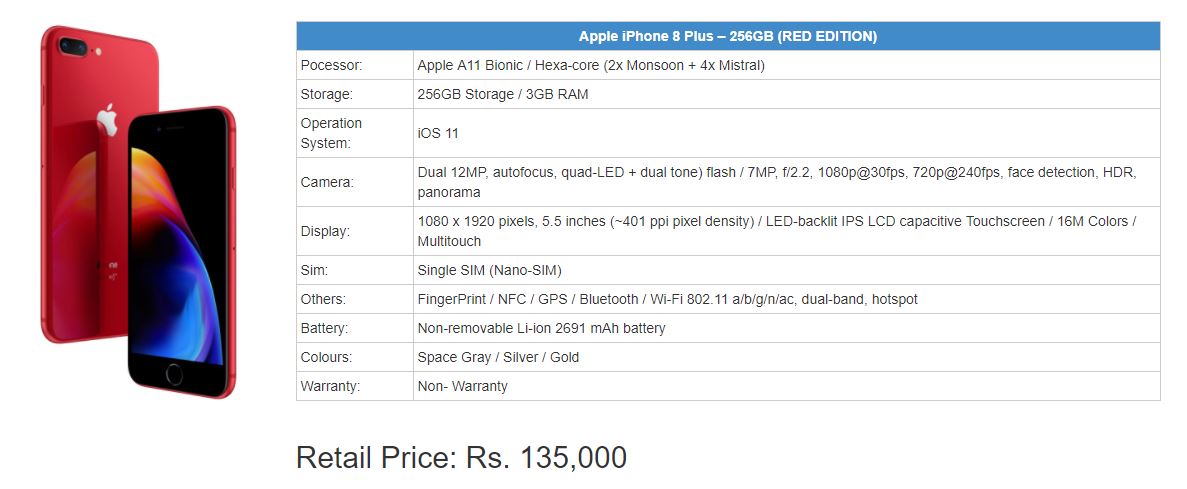 Apple iPhone 8 Plus – 256GB (RED EDITION)
Pocessor: Apple A11 Bionic / Hexa-core (2x Monsoon + 4x Mistral)
Storage: 256GB Storage / 3GB RAM
Operation
System:
iOS 11
Camera:
Dual 12MP, autofocus, quad-LED + dual tone) flash / 7MP, f/2.2, 1080p@30fps, 720p@240fps, face detection, HDR,
panorama
Display:
1080 x 1920 pixels, 5.5 inches (~401 ppi pixel density) / LED-backlit IPS LCD capacitive Touchscreen / 16M Colors /
Multitouch
Sim: Single SIM (Nano-SIM)
Others: FingerPrint / NFC / GPS / Bluetooth / Wi-Fi 802.11 a/b/g/n/ac, dual-band, hotspot
Battery: Non-removable Li-ion 2691 mAh battery
Colours: Space Gray / Silver / Gold
Warranty: Non- Warranty
Retail Price: Rs. 135,000